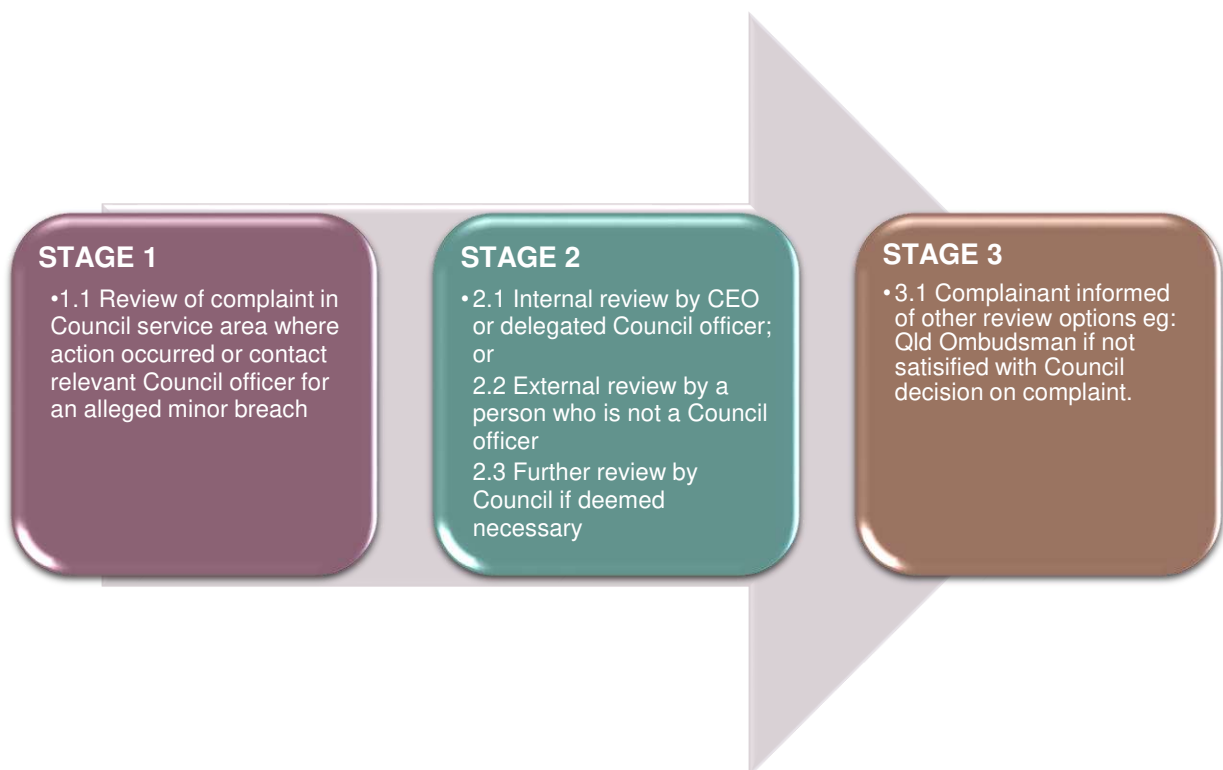 STAGE 1
•1.1 Review of complaint in
Council service area where
action occurred or contact
relevant Council officer for
an alleged minor breach
STAGE 2
• 2.1 Internal review by CEO
or delegated Council officer;
or
2.2 External review by a
person who is not a Council
officer
2.3 Further review by
Council if deemed
necessary
STAGE 3
• 3.1 Complainant informed
of other review options eg:
Qld Ombudsman if not
satisified with Council
decision on complaint.